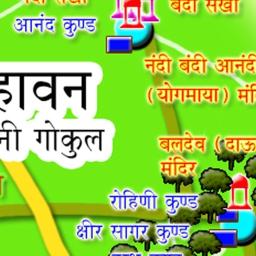 बंदी सखी
आनंद कुण्ड
नंदी बंदी आनंदी
(योगमाया) मंि
हावन
नी गोकुल
बलदेव (दाऊ
मंदिर
रोहिणी कुण्ड
क्षीर सागर कुण्ड